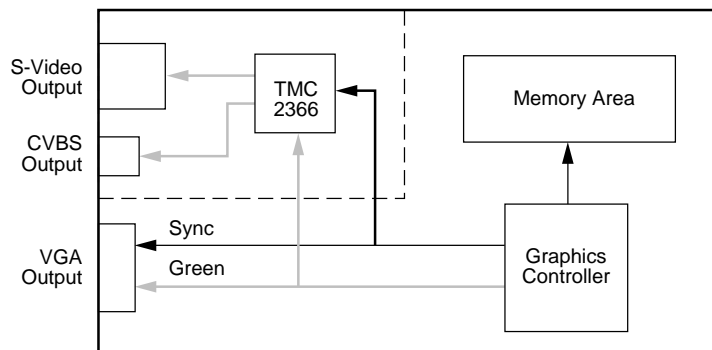 S-Video
Output
TMC
2366
Memory Area
CVBS
Output
VGA
Output
Sync
Green
Graphics
Controller